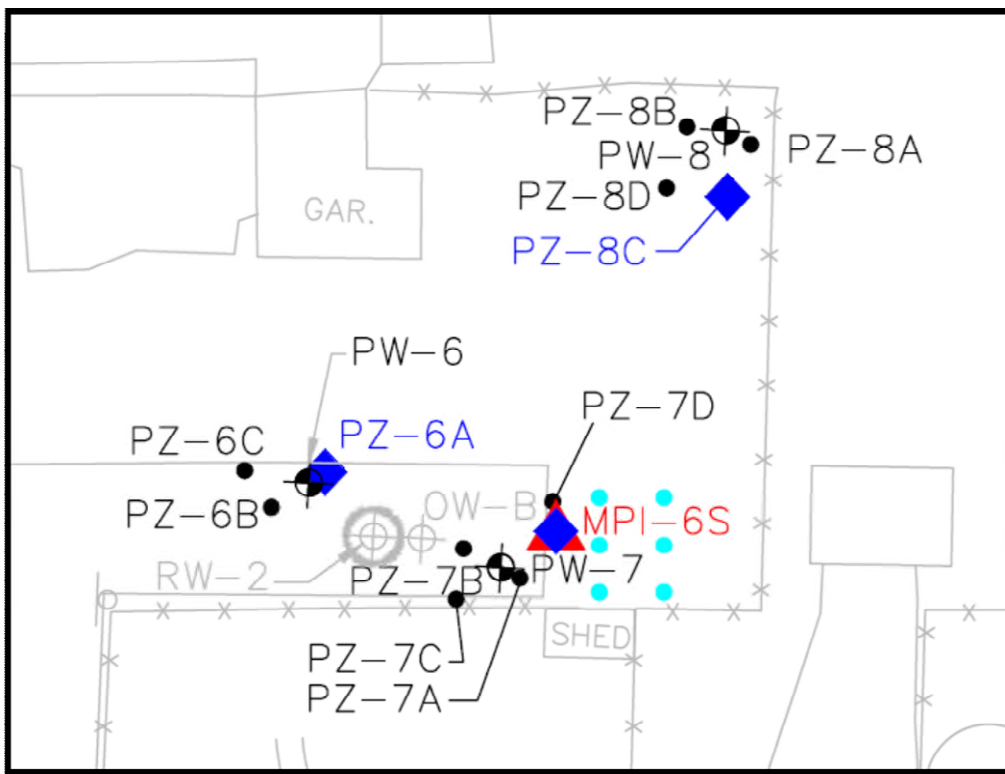 PZ-8B
PW-8
PZ-8A
PZ-8D
PZ-8C
GAR.
PW-6
PZ-7D
PZ-6C
PZ-6A
PZ-6B
OW-B
MPI-6S
RW-2
PZ-7B
PW-7
SHED
PZ-7C
PZ-7A